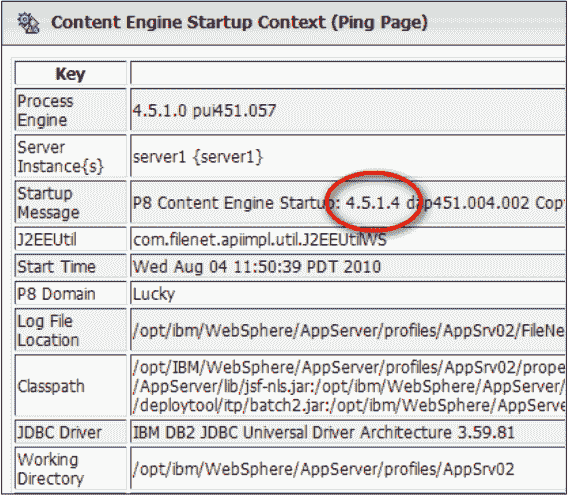 Content Engine Startup Context (Ping Page)
Key
Process Engine
4.5.1.0 pui451.057
Server Instance{s}
server1 {server1}
Startup Message
P8 Content Engine Startup: 4.5.1.4 dap451.004.002 Cop
J2EEUtil
com.filenet.apiimpl.util.J2EEUtilWS
Start Time
Wed Aug 04 11:50:39 PDT 2010
P8 Domain
Lucky
Log File Location
/opt/ibm/WebSphere/AppServer/profiles/AppSrv02/FileNe
Classpath
/opt/IBM/WebSphere/AppServer/profiles/AppSrv02/prope
/AppServer/lib/jsf-nls.jar:/opt/ibm/WebSphere/AppServer/
/deploytool/itp/batch2.jar:/opt/ibm/WebSphere/AppServe
JDBC Driver
IBM DB2 JDBC Universal Driver Architecture 3.59.81
Working Directory
/opt/ibm/WebSphere/AppServer/profiles/AppSrv02